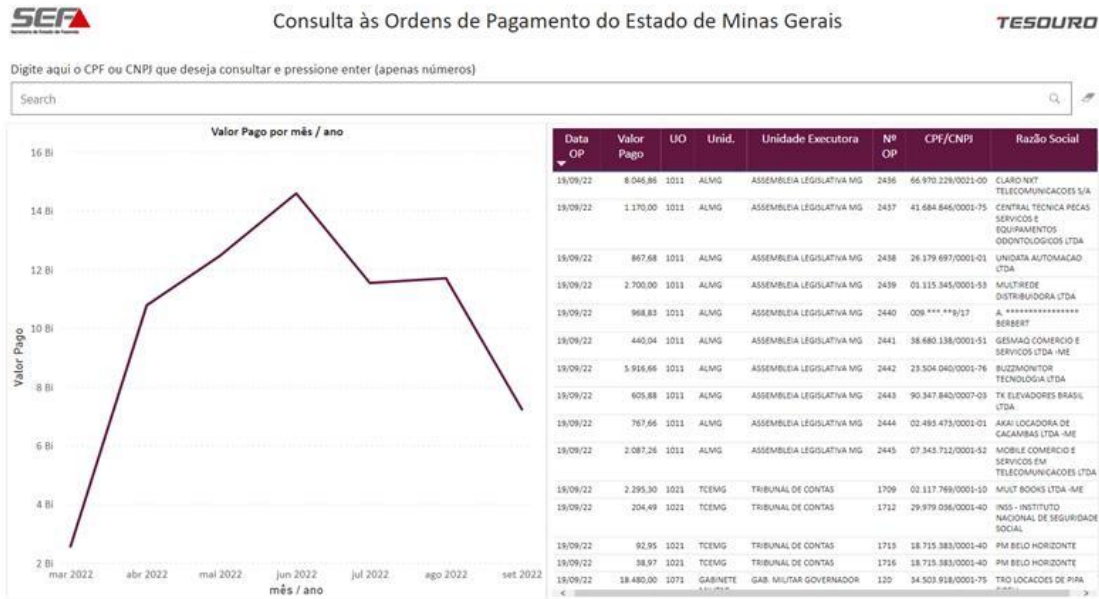 SEFA
Secretaria de Estado de Fazenda
Consulta às Ordens de Pagamento do Estado de Minas Gerais
TESOURO
Digite aqui o CPF ou CNPJ que deseja consultar e pressione enter (apenas números)
Search
Valor Pago por mês / ano
16 Bi
14 Bi
12 Bi
10 Bi
8 Bi
6 Bi
4 Bi
2 Bi
Valor Pago
mar 2022 abr 2022 mai 2022 jun 2022 jul 2022 ago 2022 set 2022
mês / ano
Data OP Valor Pago UO Unid. Unidade Executora Nº OP CPF/CNPJ Razão Social
19/09/22 8.046,86 1011 ALMG ASSEMBLEIA LEGISLATIVA MG 2436 66.970.229/0021-00 CLARO NXT
TELECOMUNICACOES S/A
19/09/22 1.170,00 1011 ALMG ASSEMBLEIA LEGISLATIVA MG 2437 41.684.846/0001-75 CENTRAL TECNICA PECAS
SERVICOS E
EQUIPAMENTOS
ODONTOLOGICOS LTDA
19/09/22 867,68 1011 ALMG ASSEMBLEIA LEGISLATIVA MG 2438 26.179.697/0001-01 UNIDATA AUTOMACAO
LTDA
19/09/22 2.700,00 1011 ALMG ASSEMBLEIA LEGISLATIVA MG 2439 01.115.345/0001-53 MULTIREDE
DISTRIBUIDORA LTDA
19/09/22 968,83 1011 ALMG ASSEMBLEIA LEGISLATIVA MG 2440 009.***.**9/17 A. ****************
BERBERT
19/09/22 440,04 1011 ALMG ASSEMBLEIA LEGISLATIVA MG 2441 38.680.138/0001-51 GESMAQ COMERCIO E
SERVICOS LTDA -ME
19/09/22 5.916,66 1011 ALMG ASSEMBLEIA LEGISLATIVA MG 2442 23.504.040/0001-76 BUZZMONITOR
TECNOLOGIA LTDA
19/09/22 605,88 1011 ALMG ASSEMBLEIA LEGISLATIVA MG 2443 90.347.840/0007-03 TK ELEVADORES BRASIL
LTDA
19/09/22 767,66 1011 ALMG ASSEMBLEIA LEGISLATIVA MG 2444 02.493.473/0001-01 AKAI LOCADORA DE
CACAMBAS LTDA -ME
19/09/22 2.087,26 1011 ALMG ASSEMBLEIA LEGISLATIVA MG 2445 07.343.712/0001-52 MOBILE COMERCIO E
SERVICOS EM
TELECOMUNICACOES LTDA
19/09/22 2.295,30 1021 TCEMG TRIBUNAL DE CONTAS 1709 02.117.769/0001-10 MULT BOOKS LTDA -ME
19/09/22 204,49 1021 TCEMG TRIBUNAL DE CONTAS 1712 29.979.036/0001-40 INSS - INSTITUTO
NACIONAL DE SEGURIDADE
SOCIAL
19/09/22 92,95 1021 TCEMG TRIBUNAL DE CONTAS 1715 18.715.383/0001-40 PM BELO HORIZONTE
19/09/22 38,97 1021 TCEMG TRIBUNAL DE CONTAS 1716 18.715.383/0001-40 PM BELO HORIZONTE
19/09/22 18.480,00 1071 GABINETE GAB. MILITAR GOVERNADOR 120 34.503.918/0001-75 TRO LOCACOES DE PIPA